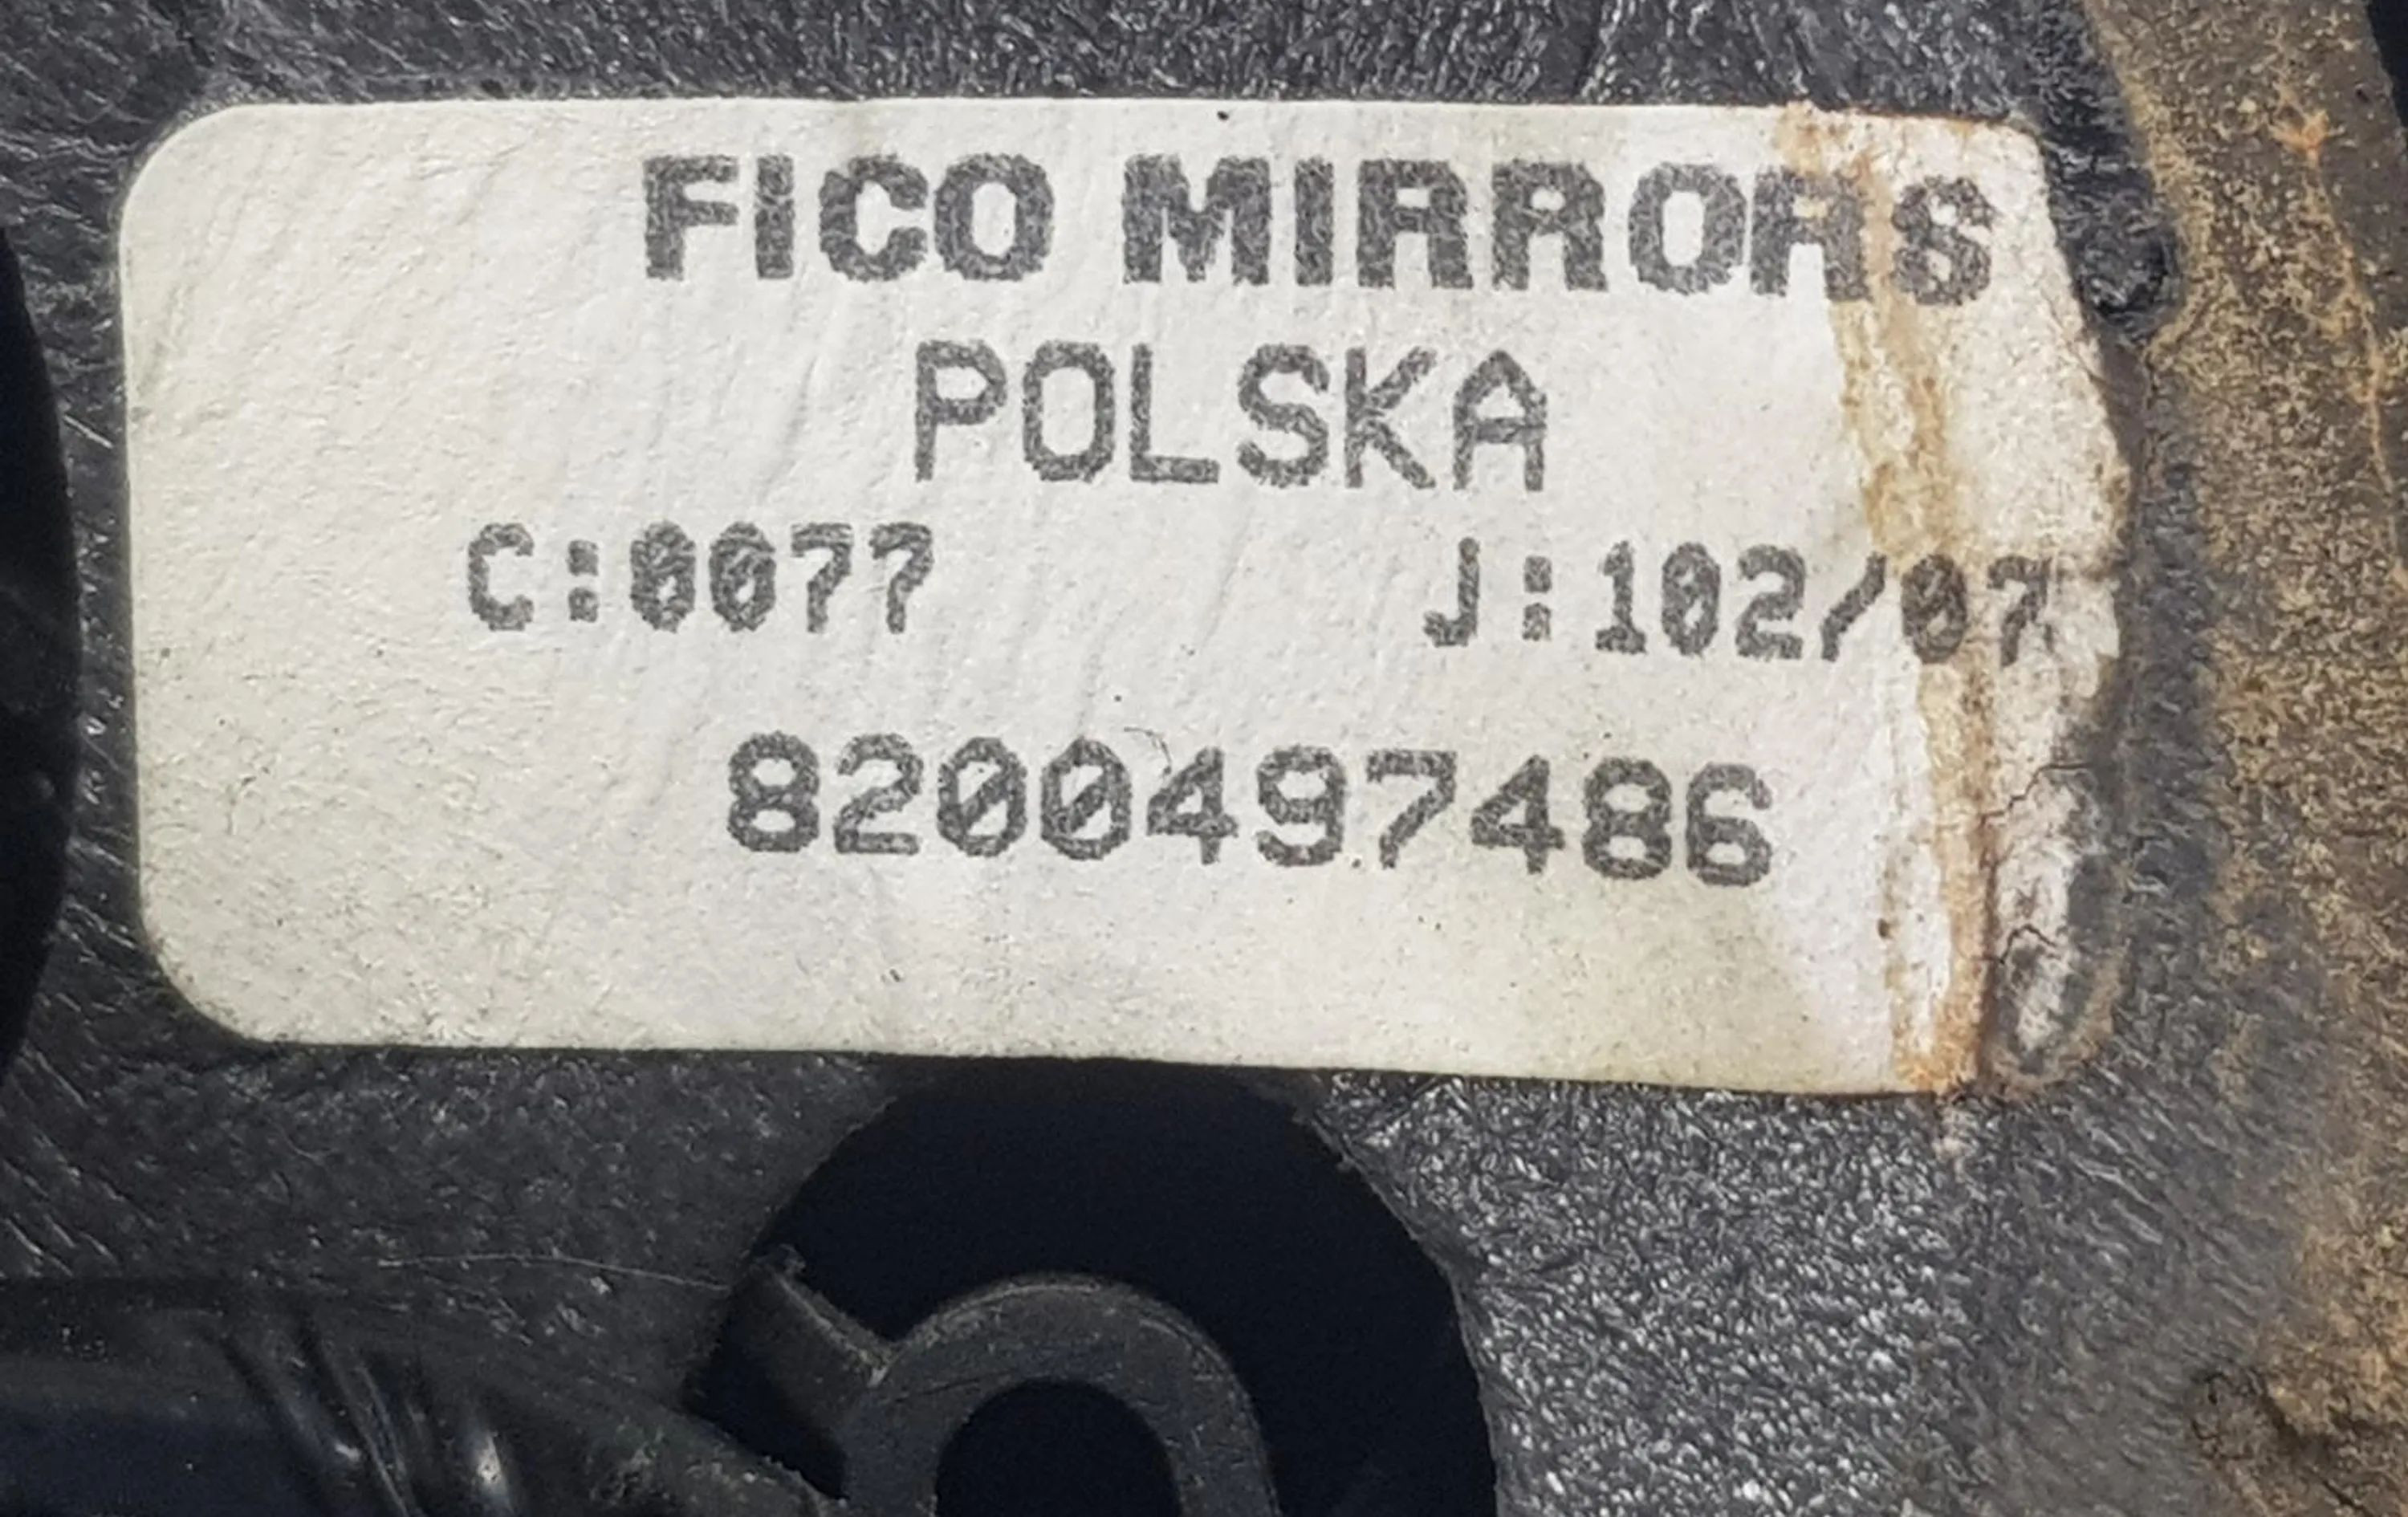 FICO MIRRORS
POLSKA
C:0077 J:102/07
8200497486